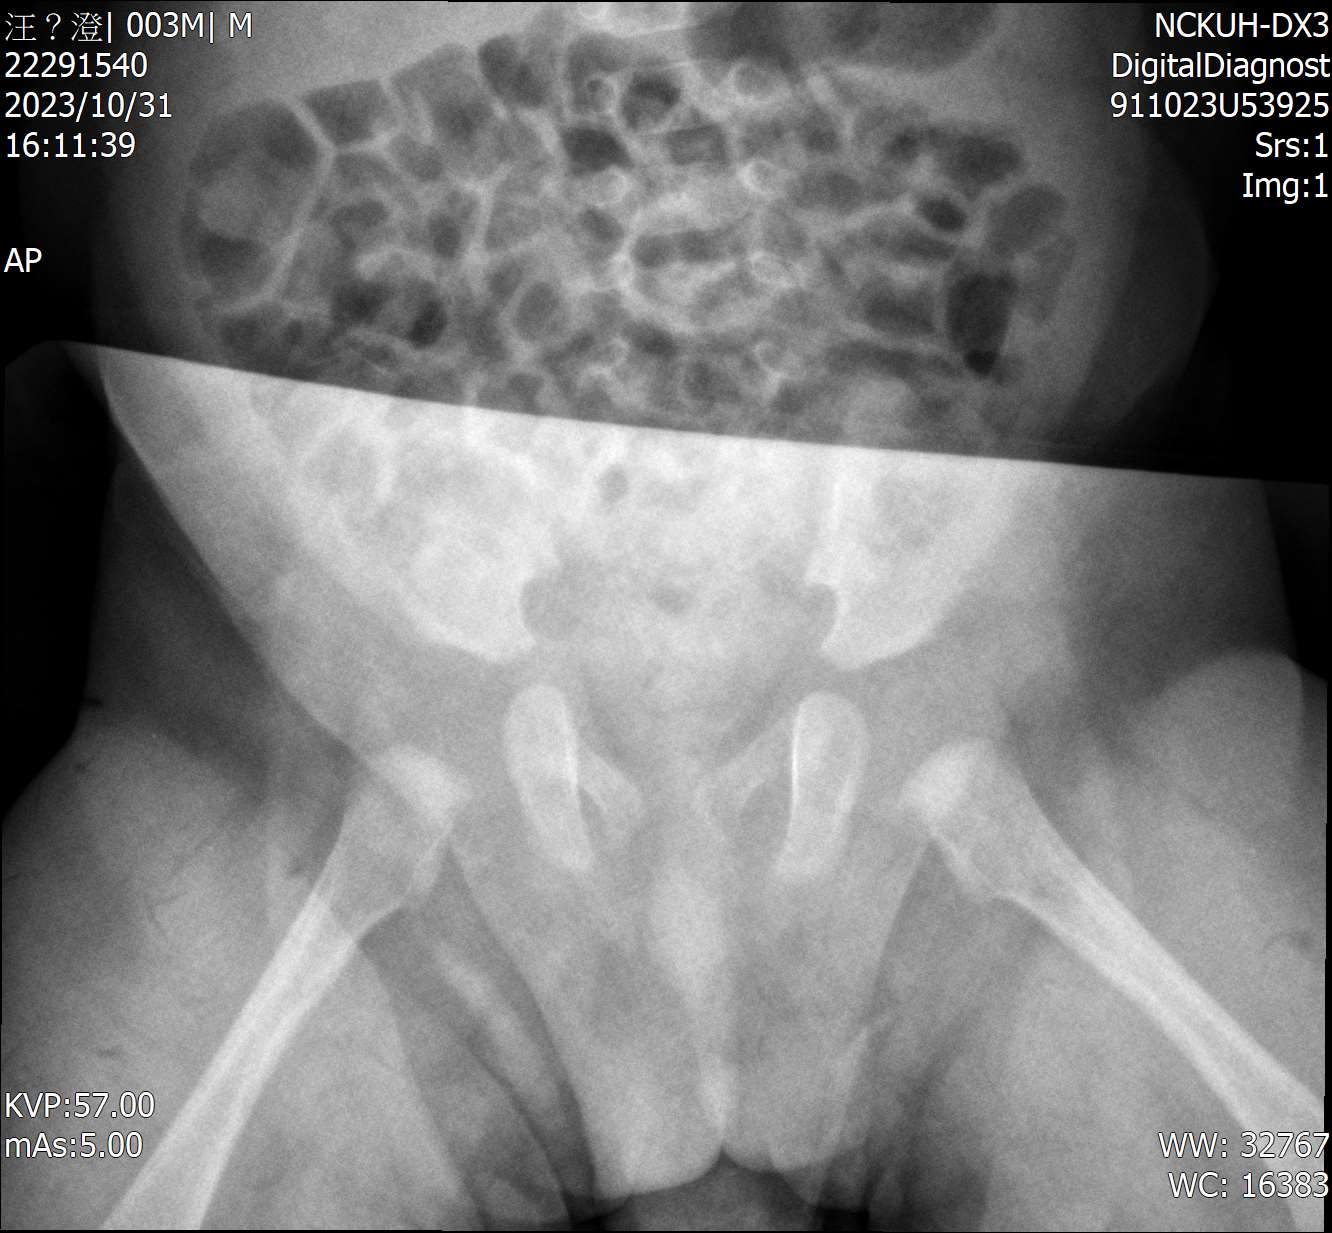 汪？澄| 003M| M
22291540
2023/10/31
16:11:39
AP
NCKUH-DX3
DigitalDiagnost
911023U53925
Srs:1
Img:1
KVP:57.00
mAs:5.00
WW: 32767
WC: 16383